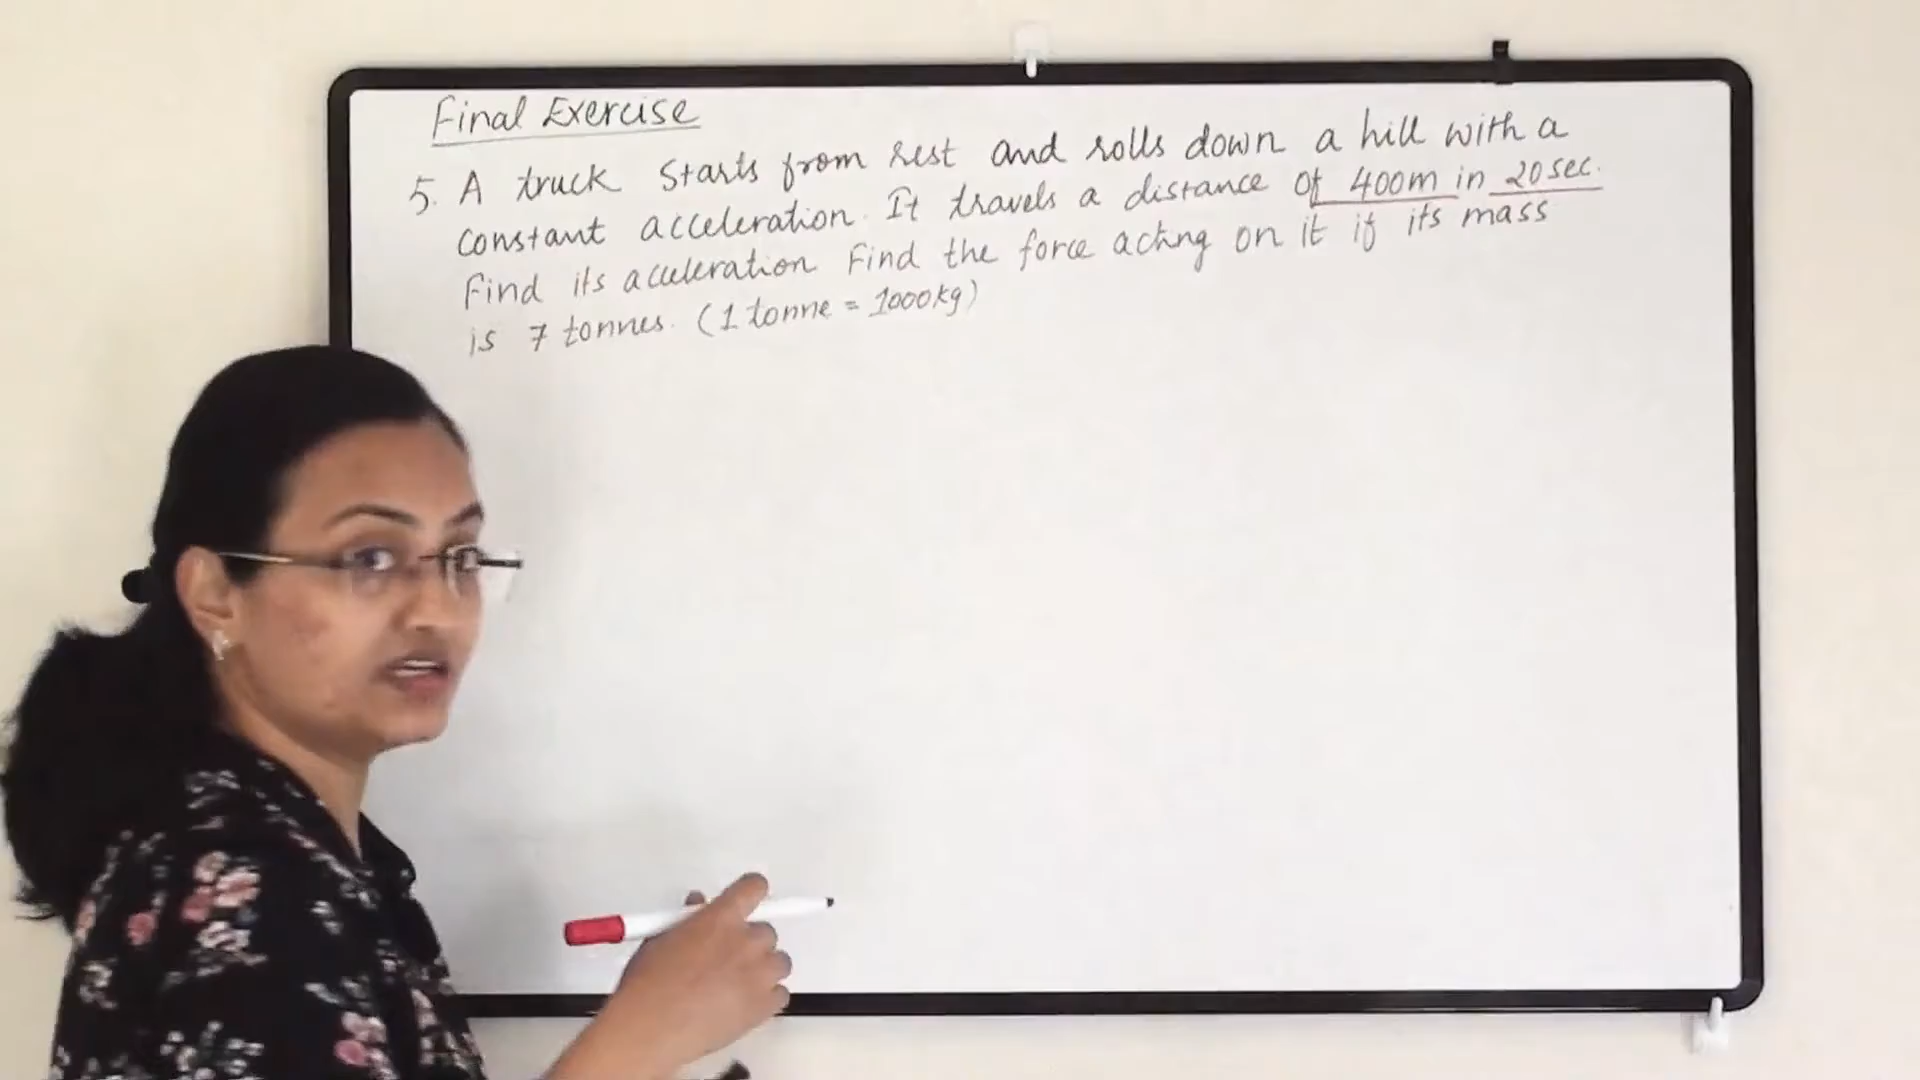 Final Exercise
5. A truck starts from rest and rolls down a hill with a
constant acceleration. It travels a distance of 400m in 20sec.
Find its acceleration Find the force acting on it if its mass
is 7 tonnes. (1 tonne = 1000kg)